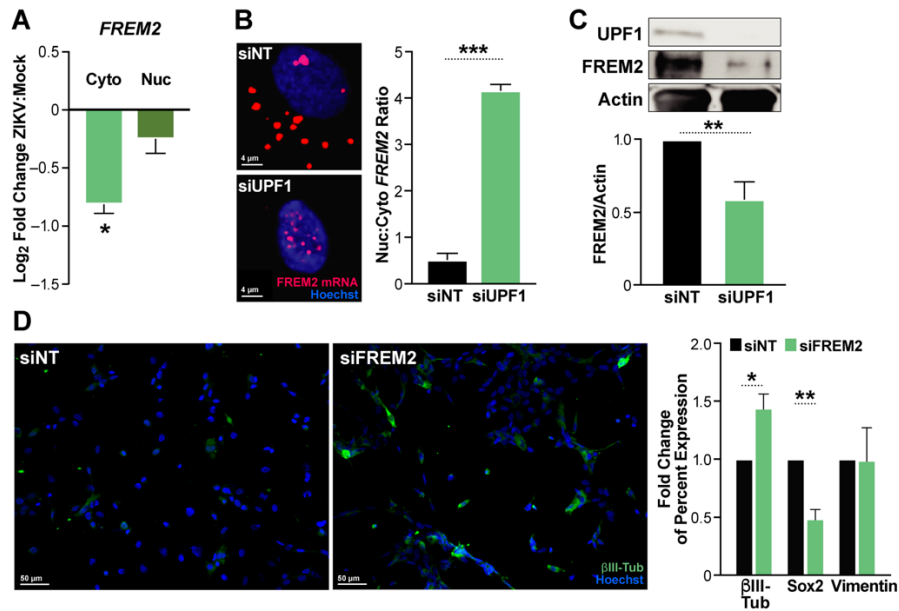 A
FREM2
Log2 Fold Change ZIKV:Mock
0.5
0
–0.5
–1.0
–1.5
Cyto Nuc
*
B
siNT
4 µm
siUPF1
FREM2 mRNA
Hoechst
4 µm
Nuc:Cyto FREM2 Ratio
5
4
3
2
1
0
***
siNT siUPF1
C
UPF1
FREM2
Actin
FREM2/Actin
1.0
0.5
0
**
siNT siUPF1
D
siNT
50 µm
siFREM2
βIII-Tub
Hoechst
50 µm
siNT siFREM2
Fold Change
of Percent Expression
2.0
1.5
1.0
0.5
0
*
**
βIII-
Tub
Sox2 Vimentin